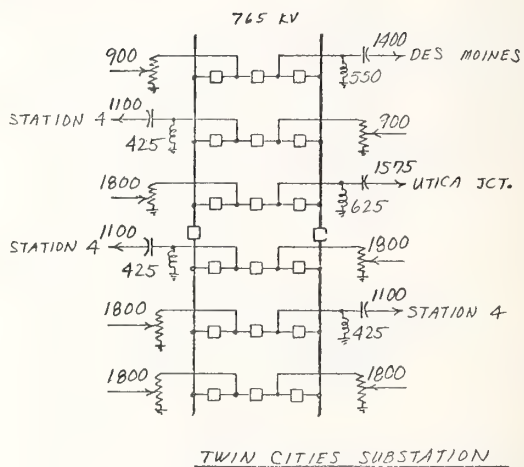 765 KV
900
1400
DES MOINES
550
1100
STATION 4
425
900
1800
1575
UTICA JCT.
625
1100
STATION 4
425
1800
1800
1100
STATION 4
425
1800
1800
TWIN CITIES SUBSTATION